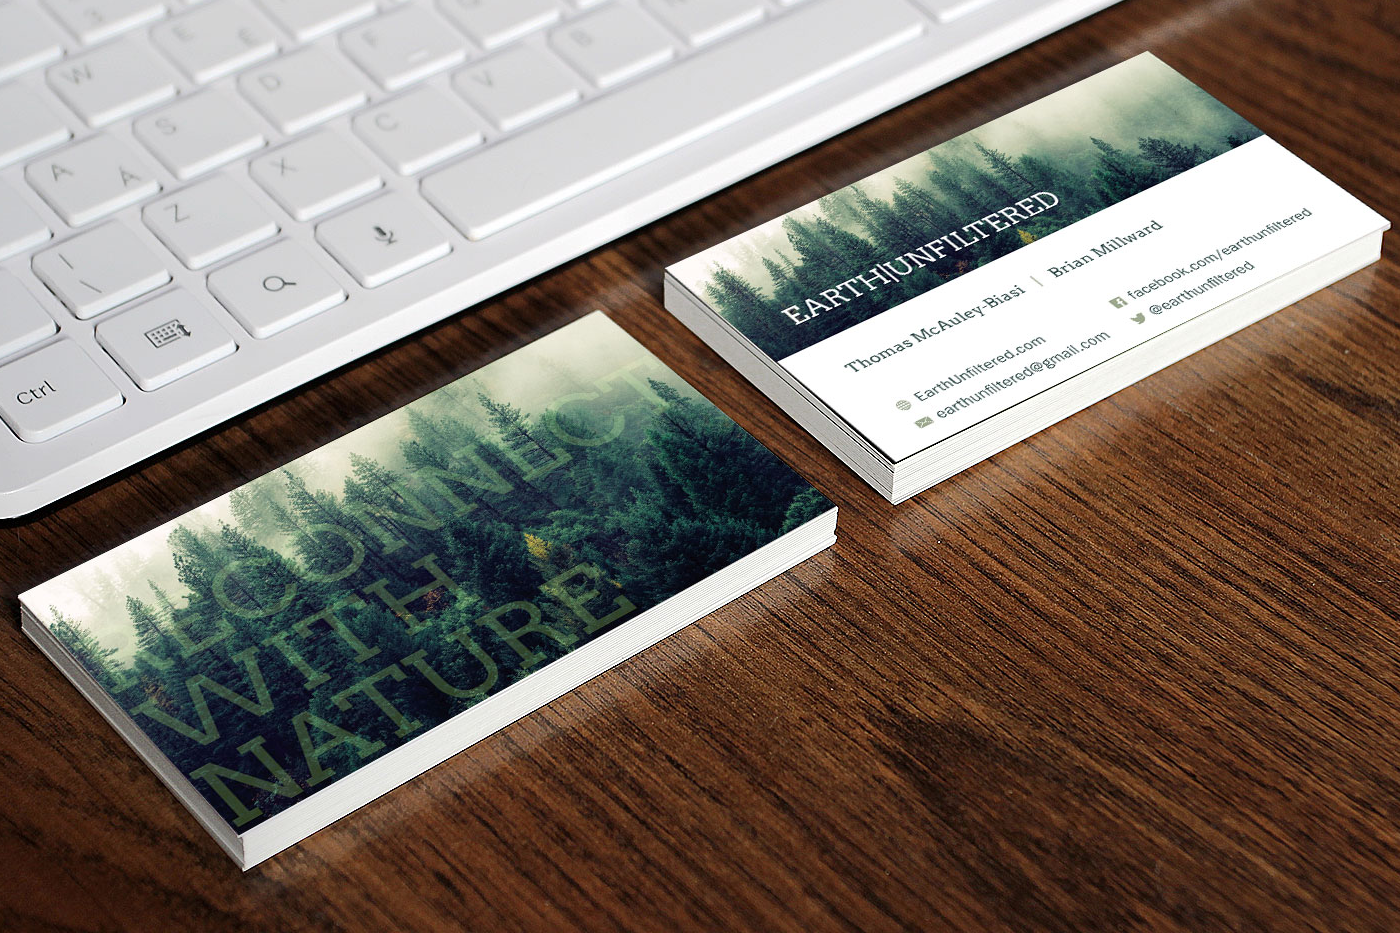 W
E
€
F
D
S
A
Á
Z
X
C
V
B
Ctrl
EARTH|UNFILTERED
Thomas McAuley-Biasi | Brian Millward
EarthUnfiltered.com
earthunfiltered@gmail.com
facebook.com/earthunfiltered
@earthunfiltered
RECONNECT
WITH
NATURE